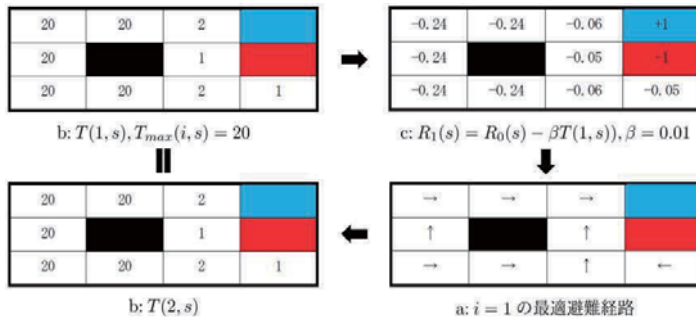 20 20 2
20 1
20 20 2 1
b: T(1, s), T_{max}(i, s) = 20
-0.24 -0.24 -0.06 +1
-0.24 -0.05 -1
-0.24 -0.24 -0.06 -0.05
c: R_1(s) = R_0(s) − βT(1, s)), β = 0.01
20 20 2
20 1
20 20 2 1
b: T(2, s)
→ → →
↑ ↑
→ → ↑ ←
a: i = 1 の最適避難経路